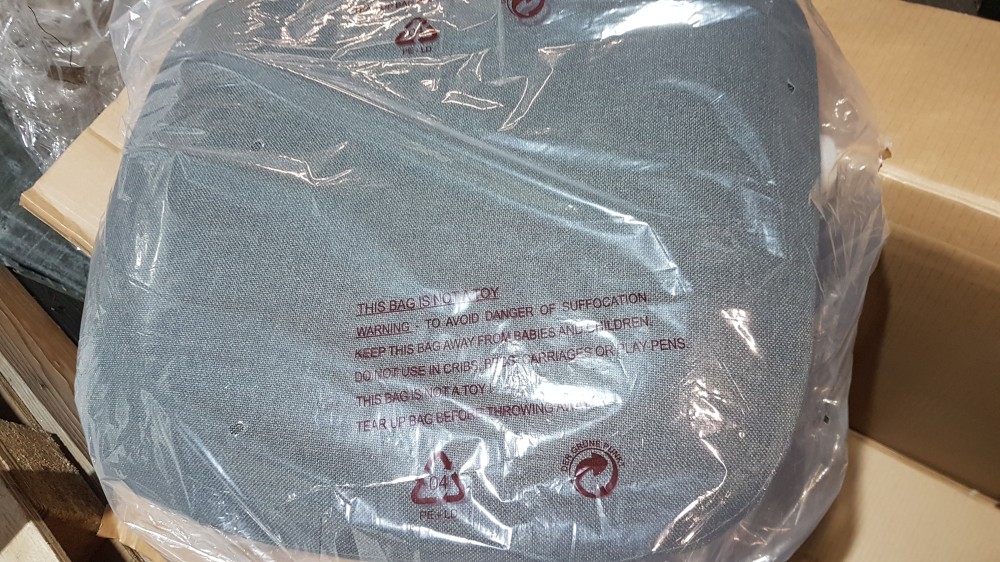 PE-LD
THIS BAG IS NOT A TOY
WARNING - TO AVOID DANGER OF SUFFOCATION.
KEEP THIS BAG AWAY FROM BABIES AND CHILDREN.
DO NOT USE IN CRIBS, BEDS, CARRIAGES OR PLAY PENS.
THIS BAG IS NOT A TOY
TEAR UP BAG BEFORE THROWING AWAY
DER GRÜNE PUNKT
04
PE-LD